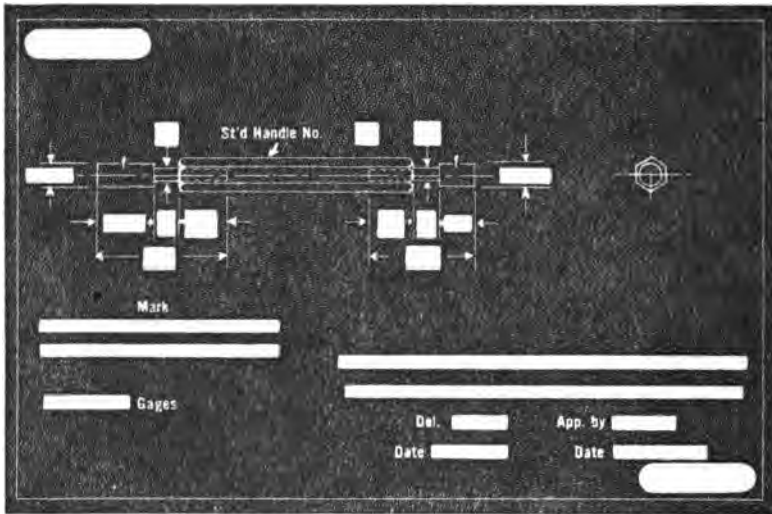 St'd Handle No.
Mark
Gages
Del. App. by
Date Date